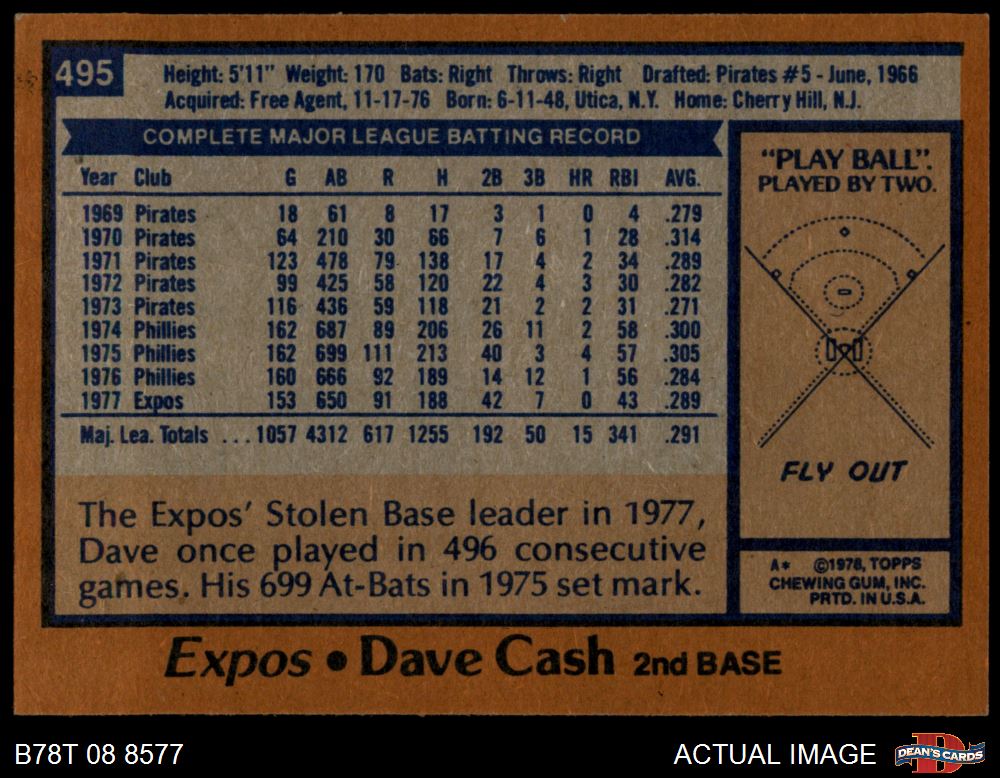 495
Height: 5'11" Weight: 170 Bats: Right Throws: Right Drafted: Pirates #5 - June, 1966
Acquired: Free Agent, 11-17-76 Born: 6-11-48, Utica, N.Y. Home: Cherry Hill, N.J.
COMPLETE MAJOR LEAGUE BATTING RECORD
Year Club G AB R H 2B 3B HR RBI AVG.
1969 Pirates 18 61 8 17 3 1 0 4 .279
1970 Pirates 64 210 30 66 7 6 1 28 .314
1971 Pirates 123 478 79 138 17 4 2 34 .289
1972 Pirates 99 425 58 120 22 4 3 30 .282
1973 Pirates 116 436 59 118 21 2 2 31 .271
1974 Phillies 162 687 89 206 26 11 2 58 .300
1975 Phillies 162 699 111 213 40 3 4 57 .305
1976 Phillies 160 666 92 189 14 12 1 56 .284
1977 Expos 153 650 91 188 42 7 0 43 .289
Maj. Lea. Totals ... 1057 4312 617 1255 192 50 15 341 .291
The Expos' Stolen Base leader in 1977,
Dave once played in 496 consecutive
games. His 699 At-Bats in 1975 set mark.
"PLAY BALL".
PLAYED BY TWO.
FLY OUT
A* ©1978, TOPPS
CHEWING GUM, INC.
PRTD. IN U.S.A.
Expos • Dave Cash 2nd BASE
B78T 08 8577
ACTUAL IMAGE
D
DEAN'S CARDS